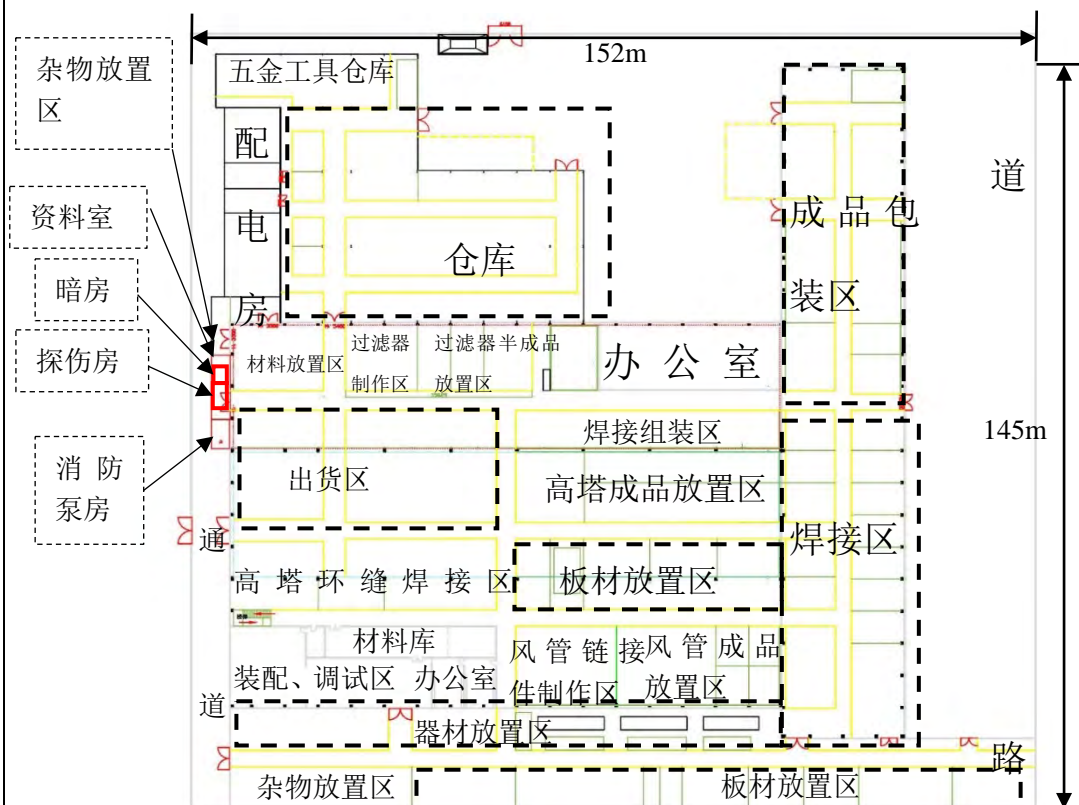 152m
杂物放置
区
五金工具仓库
配
电
房
道
资料室
成品包
装区
仓库
暗房
探伤房
材料放置区
过滤器
制作区
过滤器半成品
放置区
办公室
焊接组装区
145m
消防
泵房
出货区
高塔成品放置区
通
焊接区
高塔环缝焊接区
板材放置区
材料库
装配、调试区
办公室
风管链接
件制作区
风管成品
放置区
道
器材放置区
路
杂物放置区
板材放置区